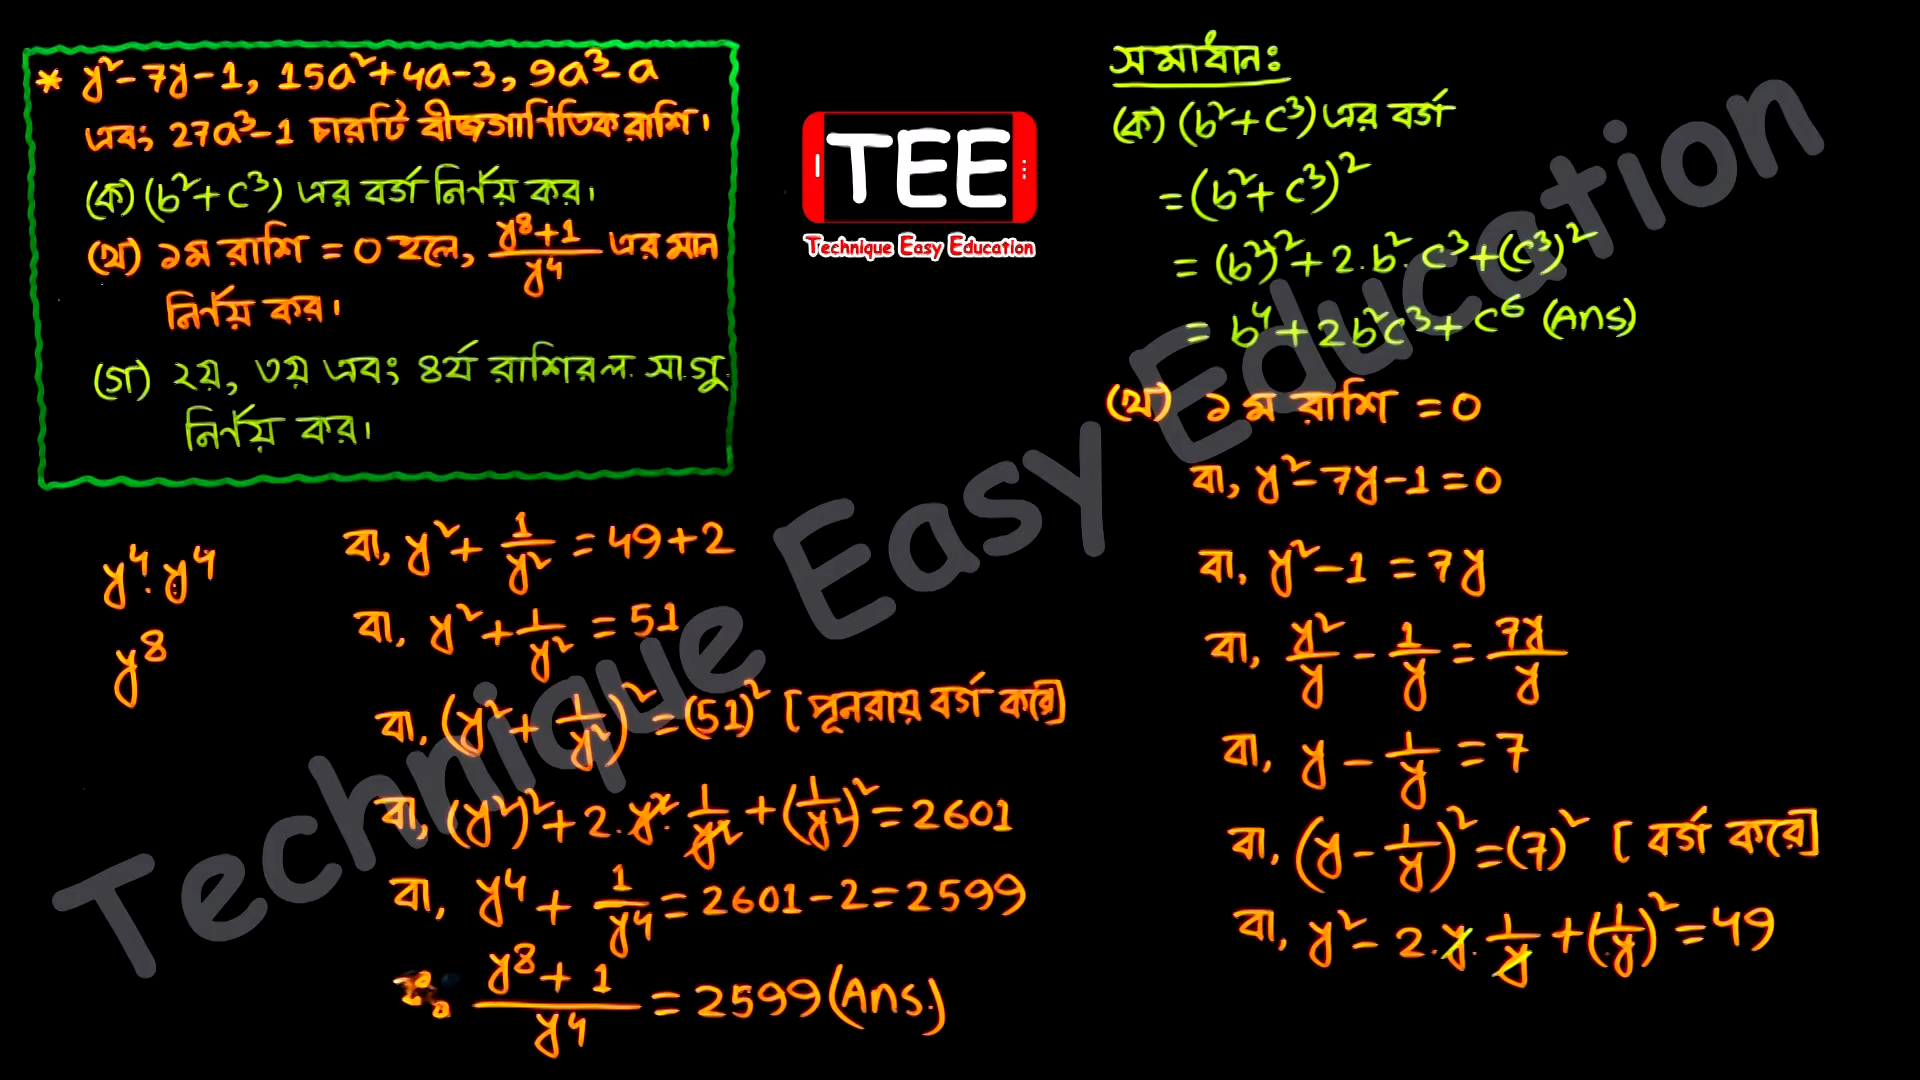 * y²-7y-1, 15a²+4a-3, 9a³-a
এবং 27a³-1 চারটি বীজগাণিতিক রাশি।
(ক) (b²+c³) এর বর্গ নির্ণয় কর।
(খ) ১ম রাশি = 0 হলে, (y⁸+1)/y⁴ এর মান
নির্ণয় কর।
(গ) ২য়, ৩য় এবং ৪র্থ রাশির ল. সা. গু.
নির্ণয় কর।
TEE
Technique Easy Education
সমাধান:
(ক) (b²+c³) এর বর্গ
= (b²+c³)²
= (b²)²+2.b².c³+(c³)²
= b⁴+2b²c³+c⁶ (Ans)
(খ) ১ম রাশি = 0
বা, y²-7y-1=0
বা, y²-1 = 7y
বা, y²/y - 1/y = 7y/y
বা, y - 1/y = 7
বা, (y - 1/y)² = (7)² [বর্গ করে]
বা, y² - 2.y.1/y + (1/y)² = 49
বা, y² + 1/y² = 49+2
বা, y² + 1/y² = 51
বা, (y² + 1/y²)² = (51)² [পূনরায় বর্গ করে]
বা, (y²)² + 2.y².1/y² + (1/y²)² = 2601
বা, y⁴ + 1/y⁴ = 2601-2 = 2599
(y⁸+1)/y⁴ = 2599 (Ans.)
y⁴.y⁴
y⁸
Technique Easy Education